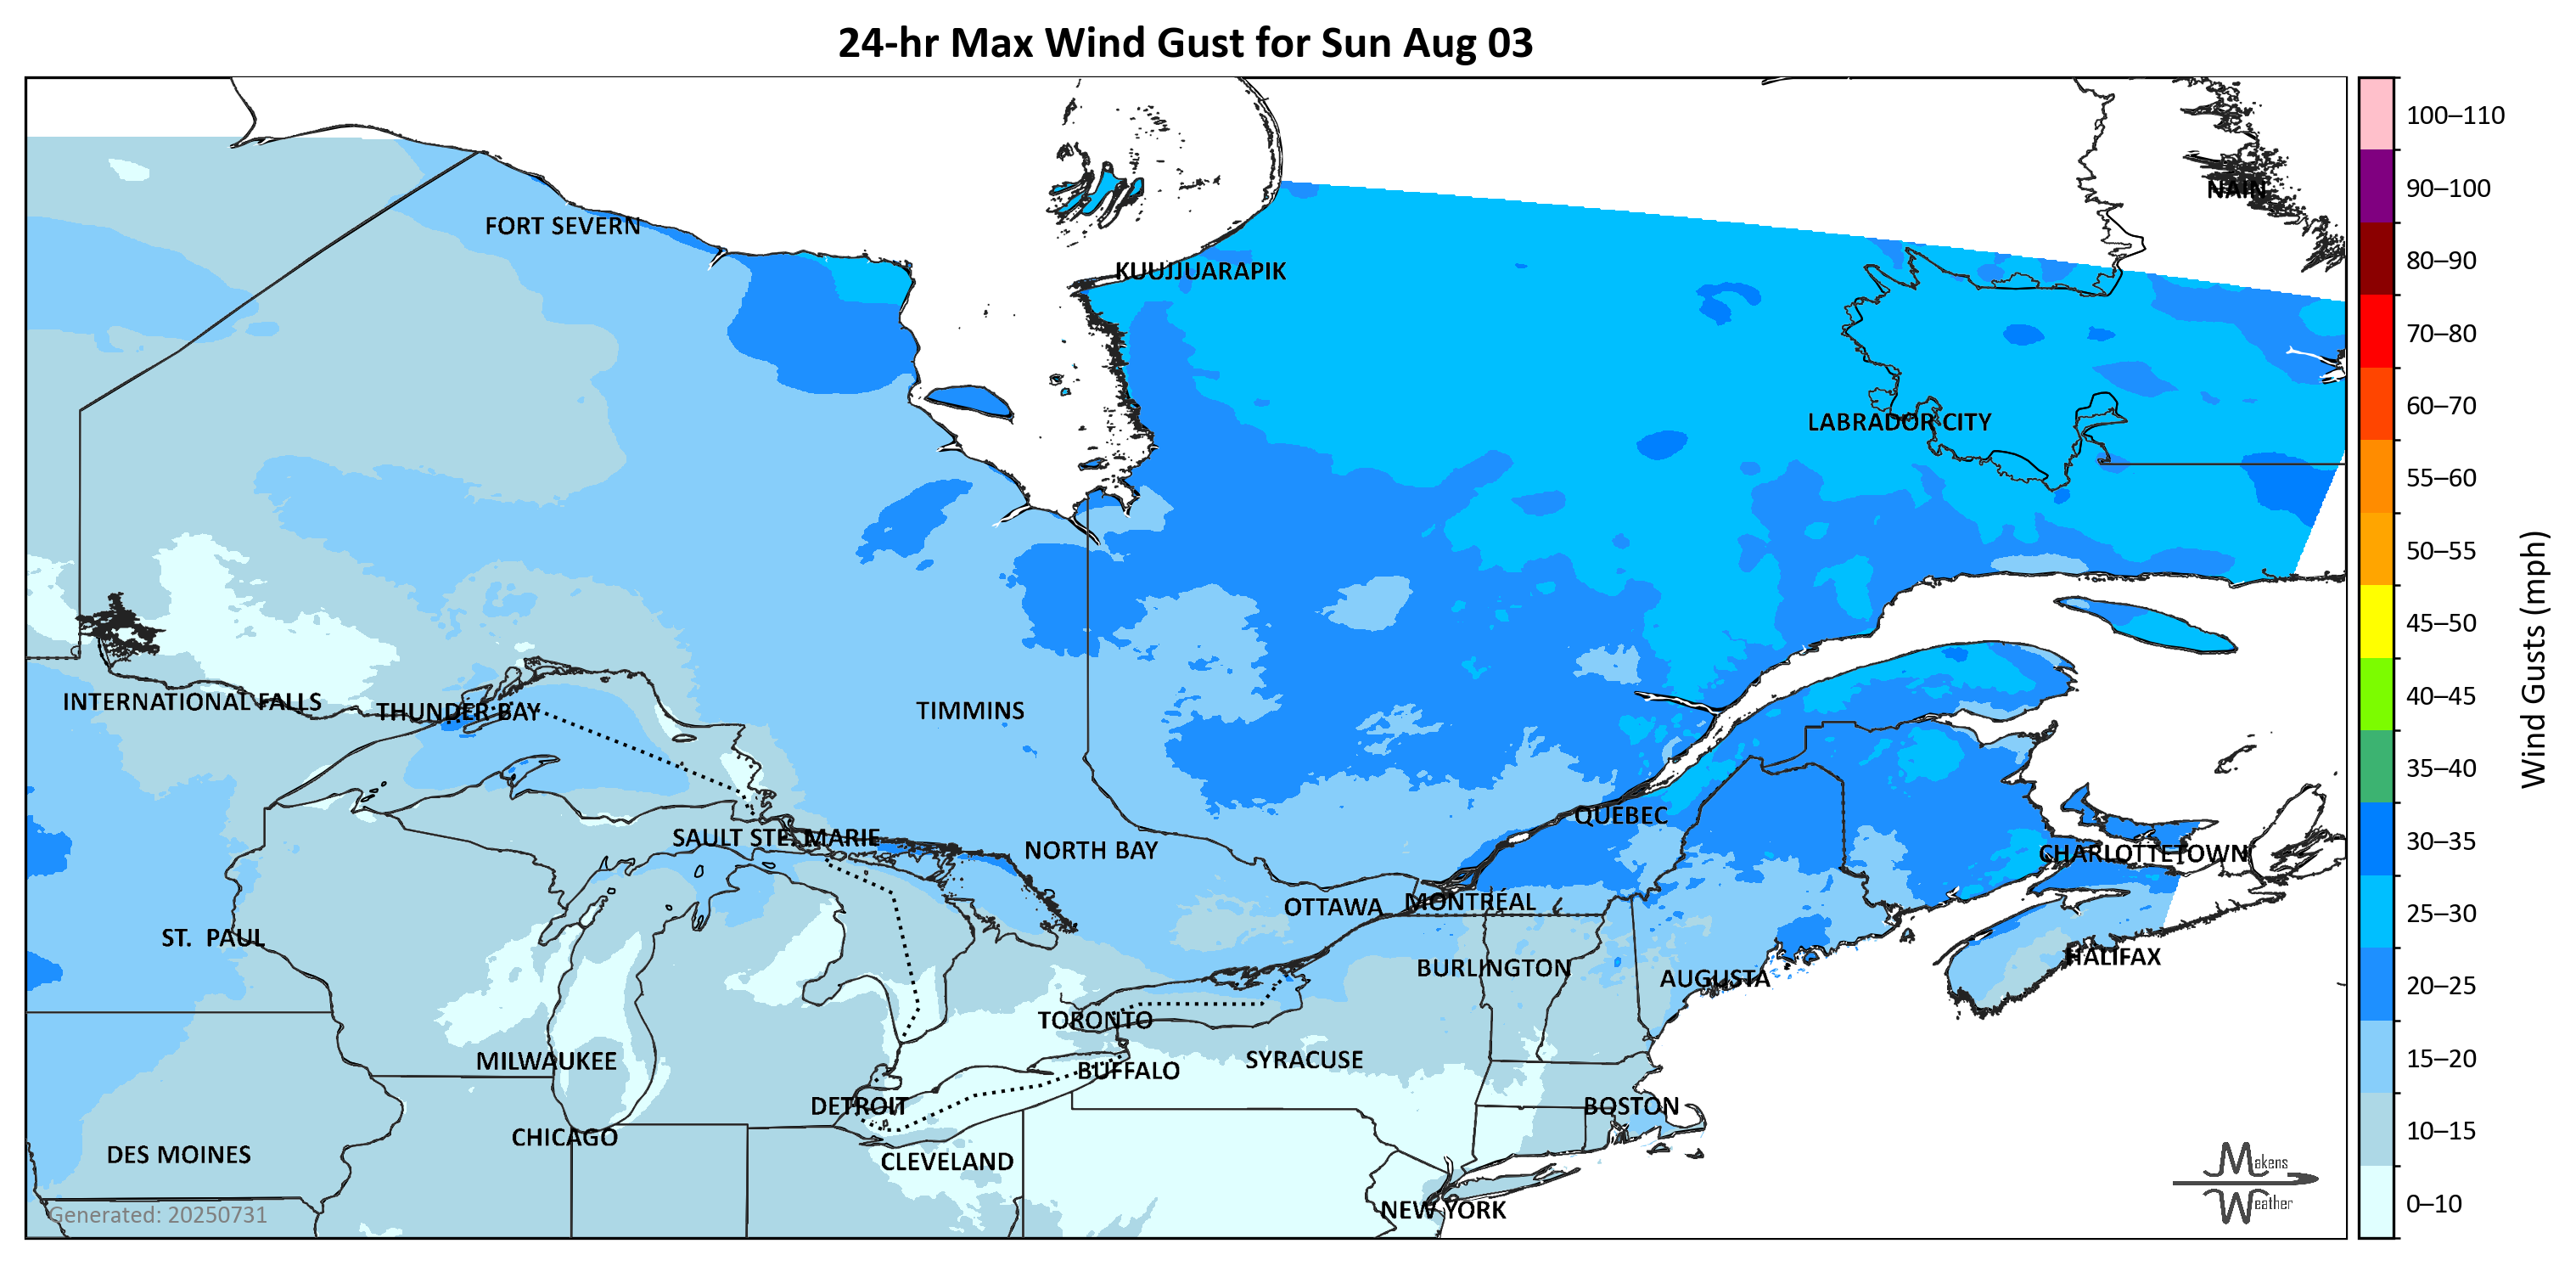 24-hr Max Wind Gust for Sun Aug 03
100–110
90–100
80–90
70–80
60–70
55–60
50–55
45–50
40–45
35–40
30–35
25–30
20–25
15–20
10–15
0–10
Wind Gusts (mph)
NAIN
FORT SEVERN
KUUJJUARAPIK
LABRADOR CITY
INTERNATIONAL FALLS
THUNDER BAY
TIMMINS
QUEBEC
SAULT STE. MARIE
NORTH BAY
CHARLOTTETOWN
OTTAWA
MONTRÉAL
ST. PAUL
BURLINGTON
AUGUSTA
HALIFAX
TORONTO
MILWAUKEE
BUFFALO
SYRACUSE
DETROIT
BOSTON
CHICAGO
DES MOINES
CLEVELAND
NEW YORK
Makens
Weather
Generated: 20250731